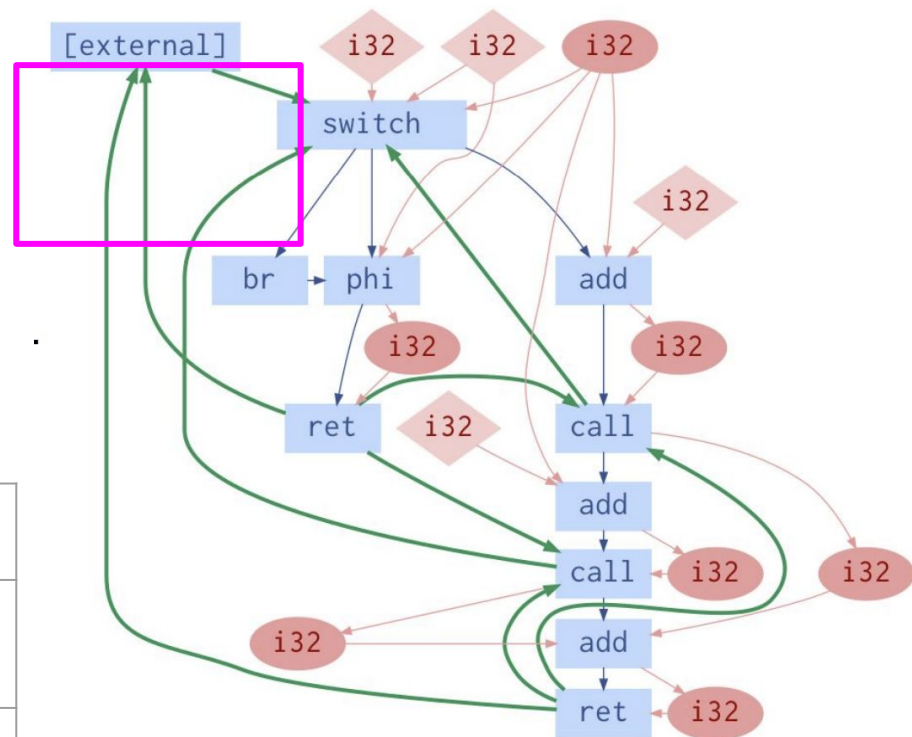 [external]
i32
i32
i32
switch
i32
br
phi
add
i32
i32
ret
i32
call
add
call
i32
i32
i32
add
ret
i32